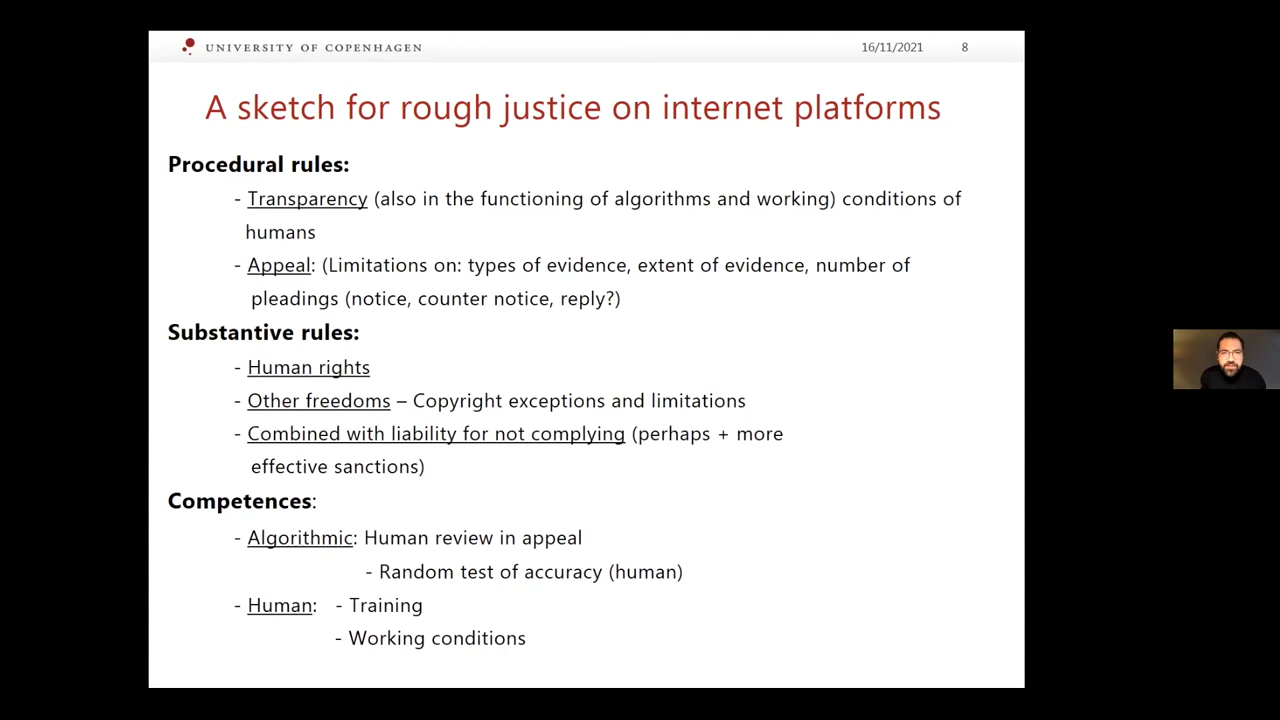 UNIVERSITY OF COPENHAGEN 16/11/2021 8
A sketch for rough justice on internet platforms
Procedural rules:
- Transparency (also in the functioning of algorithms and working) conditions of
humans
- Appeal: (Limitations on: types of evidence, extent of evidence, number of
pleadings (notice, counter notice, reply?)
Substantive rules:
- Human rights
- Other freedoms – Copyright exceptions and limitations
- Combined with liability for not complying (perhaps + more
effective sanctions)
Competences:
- Algorithmic: Human review in appeal
- Random test of accuracy (human)
- Human: - Training
- Working conditions